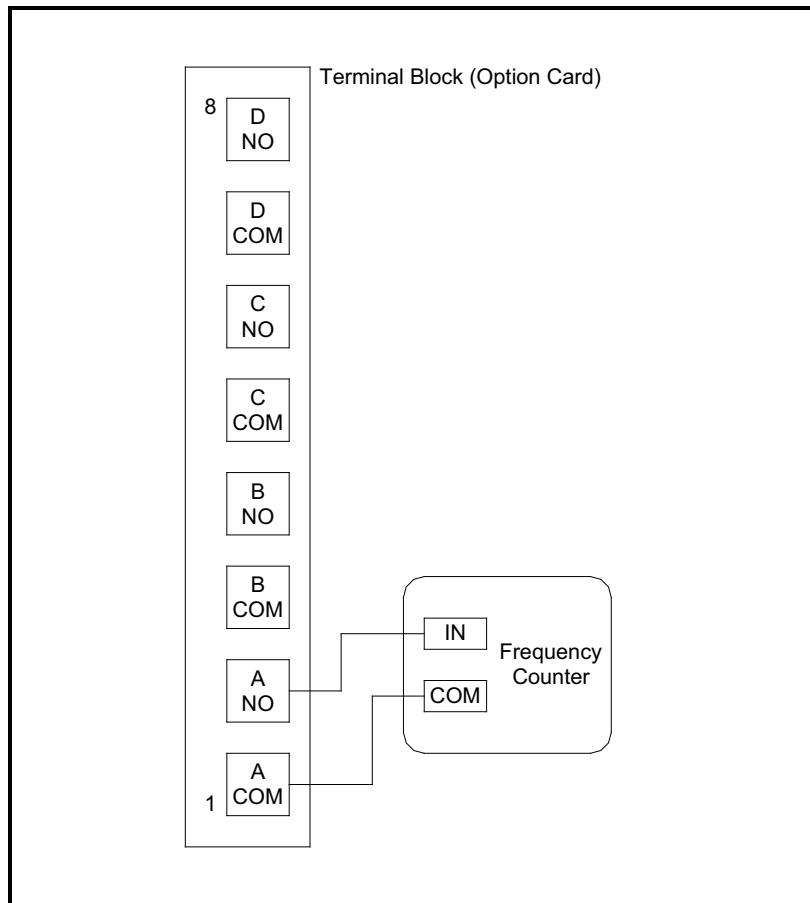 Terminal Block (Option Card)
8
D
NO
D
COM
C
NO
C
COM
B
NO
B
COM
A
NO
A
COM
1
IN
COM
Frequency
Counter